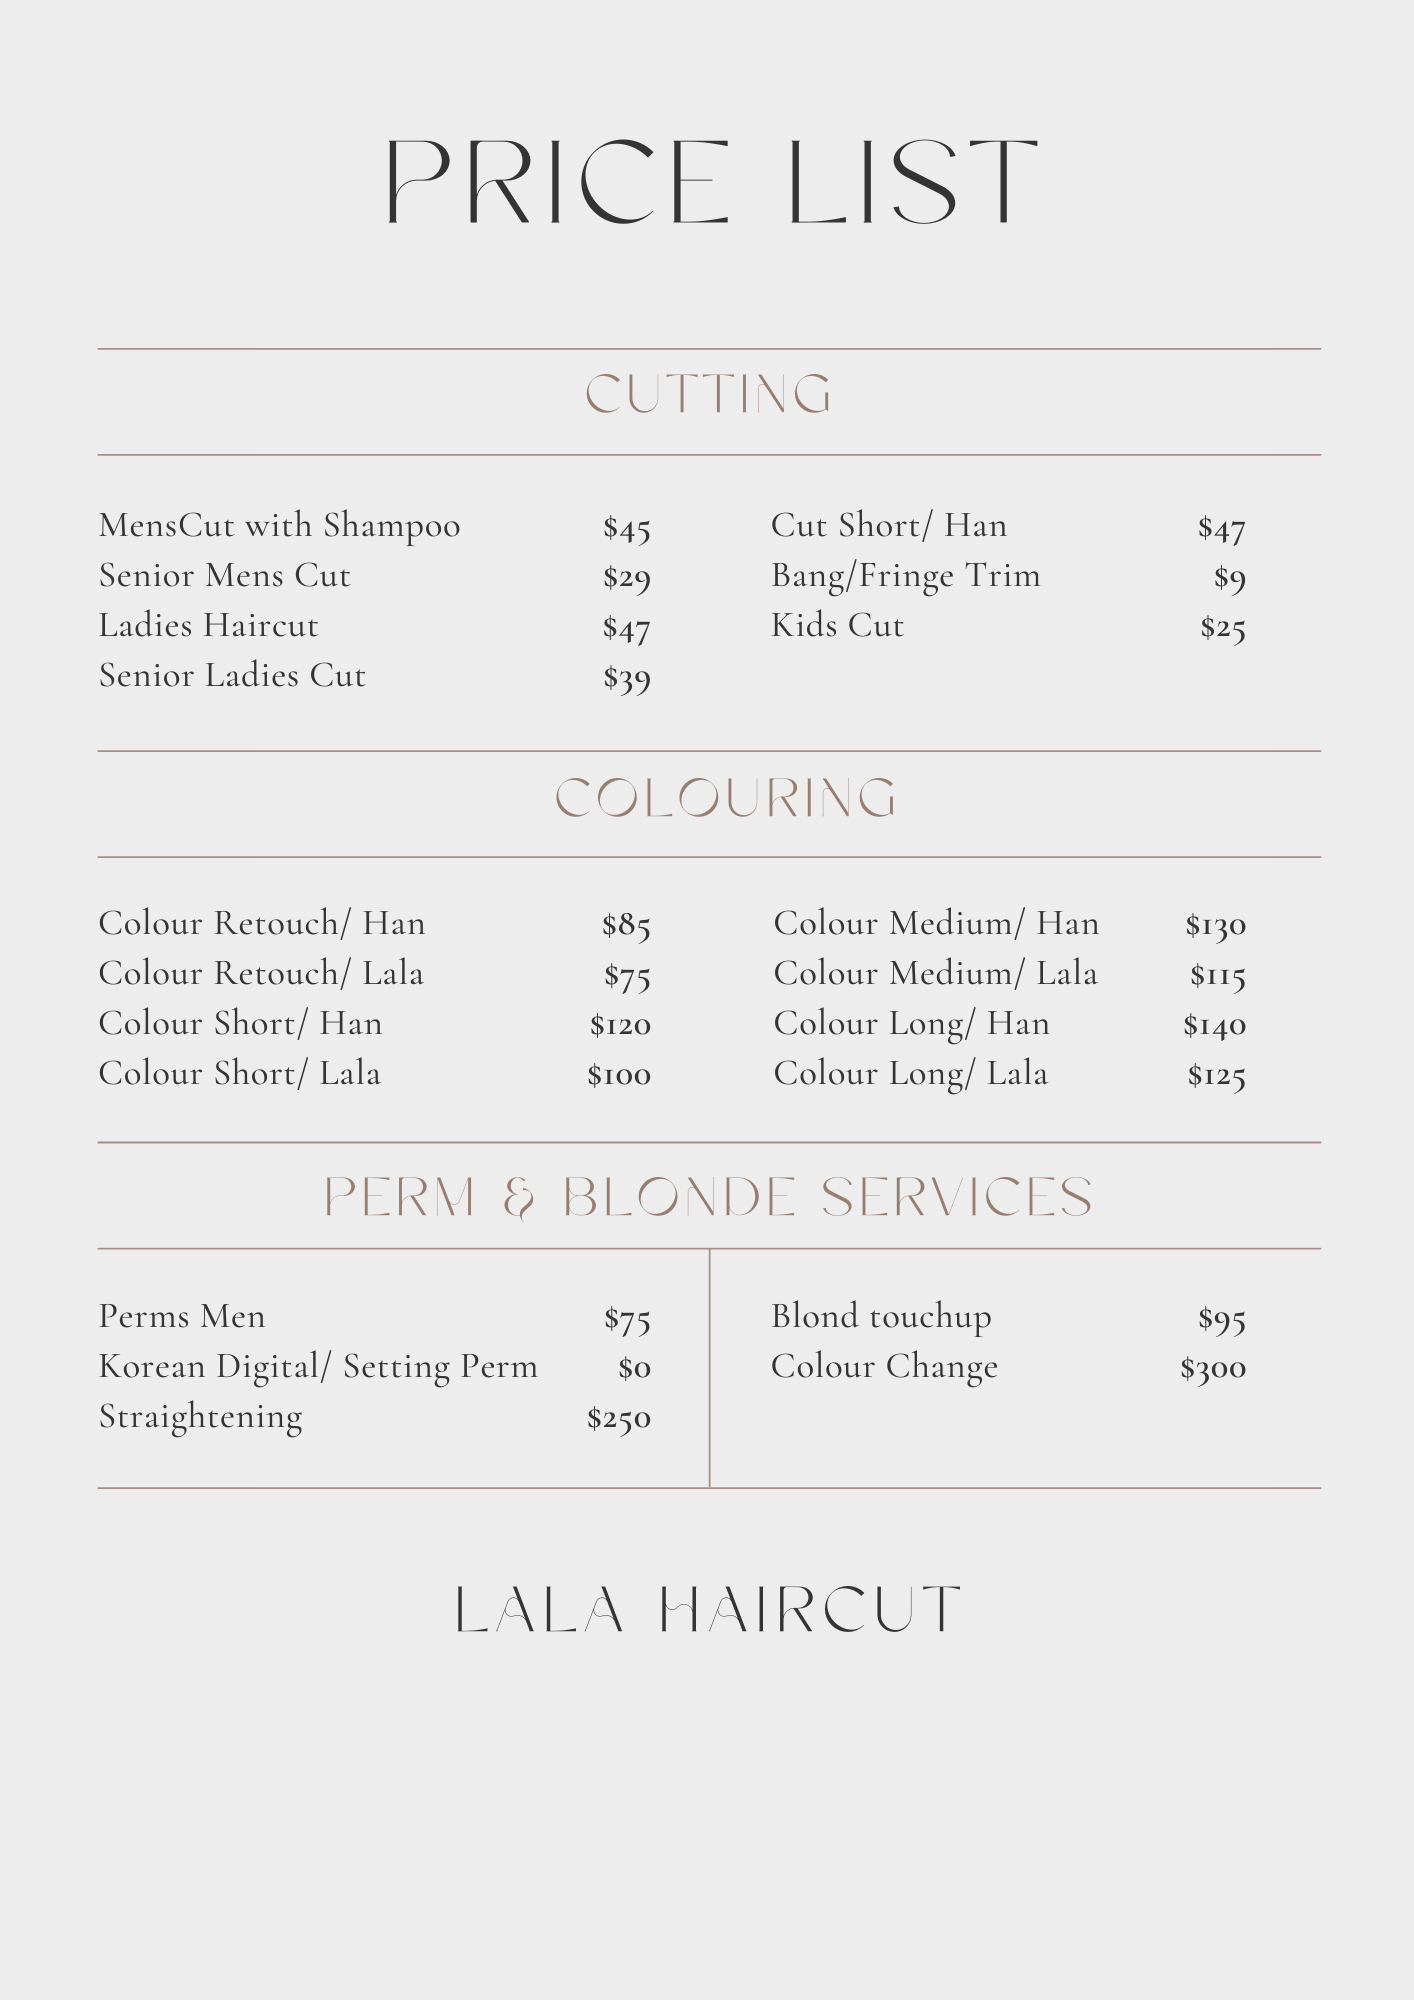 PRICE LIST
CUTTING
MensCut with Shampoo $45
Senior Mens Cut $29
Ladies Haircut $47
Senior Ladies Cut $39
Cut Short/ Han $47
Bang/Fringe Trim $9
Kids Cut $25
COLOURING
Colour Retouch/ Han $85
Colour Retouch/ Lala $75
Colour Short/ Han $120
Colour Short/ Lala $100
Colour Medium/ Han $130
Colour Medium/ Lala $115
Colour Long/ Han $140
Colour Long/ Lala $125
PERM & BLONDE SERVICES
Perms Men $75
Korean Digital/ Setting Perm $0
Straightening $250
Blond touchup $95
Colour Change $300
LALA HAIRCUT